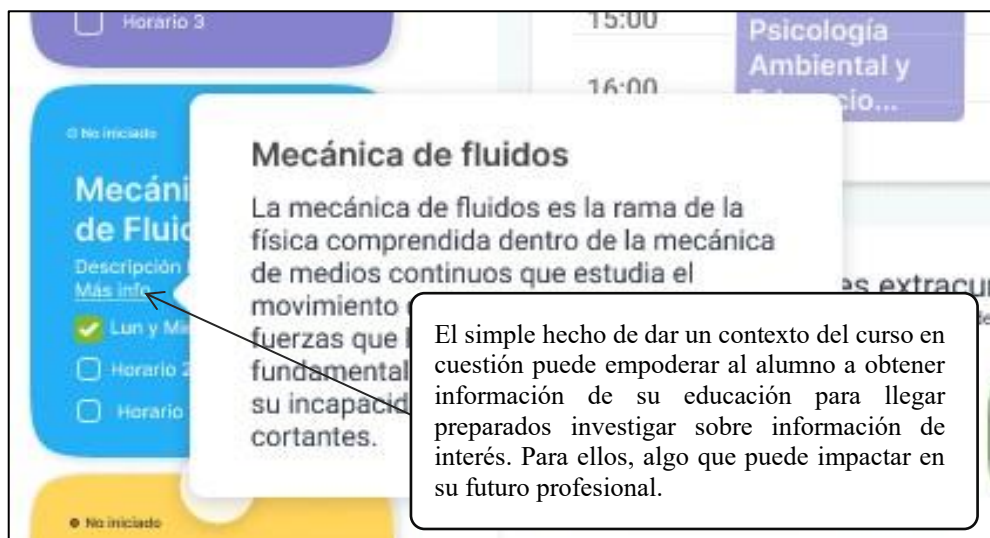 Horario 3
15:00
16:00
Psicología
Ambiental y
No iniciado
Mecáni
de Fluid
Descripción
Más info
Lun y Mi
Horario 2
Horario
Mecánica de fluidos
La mecánica de fluidos es la rama de la
física comprendida dentro de la mecánica
de medios continuos que estudia el
movimiento
fuerzas que
fundamental
su incapacid
cortantes.
es extracu
El simple hecho de dar un contexto del curso en
cuestión puede empoderar al alumno a obtener
información de su educación para llegar
preparados investigar sobre información de
interés. Para ellos, algo que puede impactar en
su futuro profesional.
No iniciado